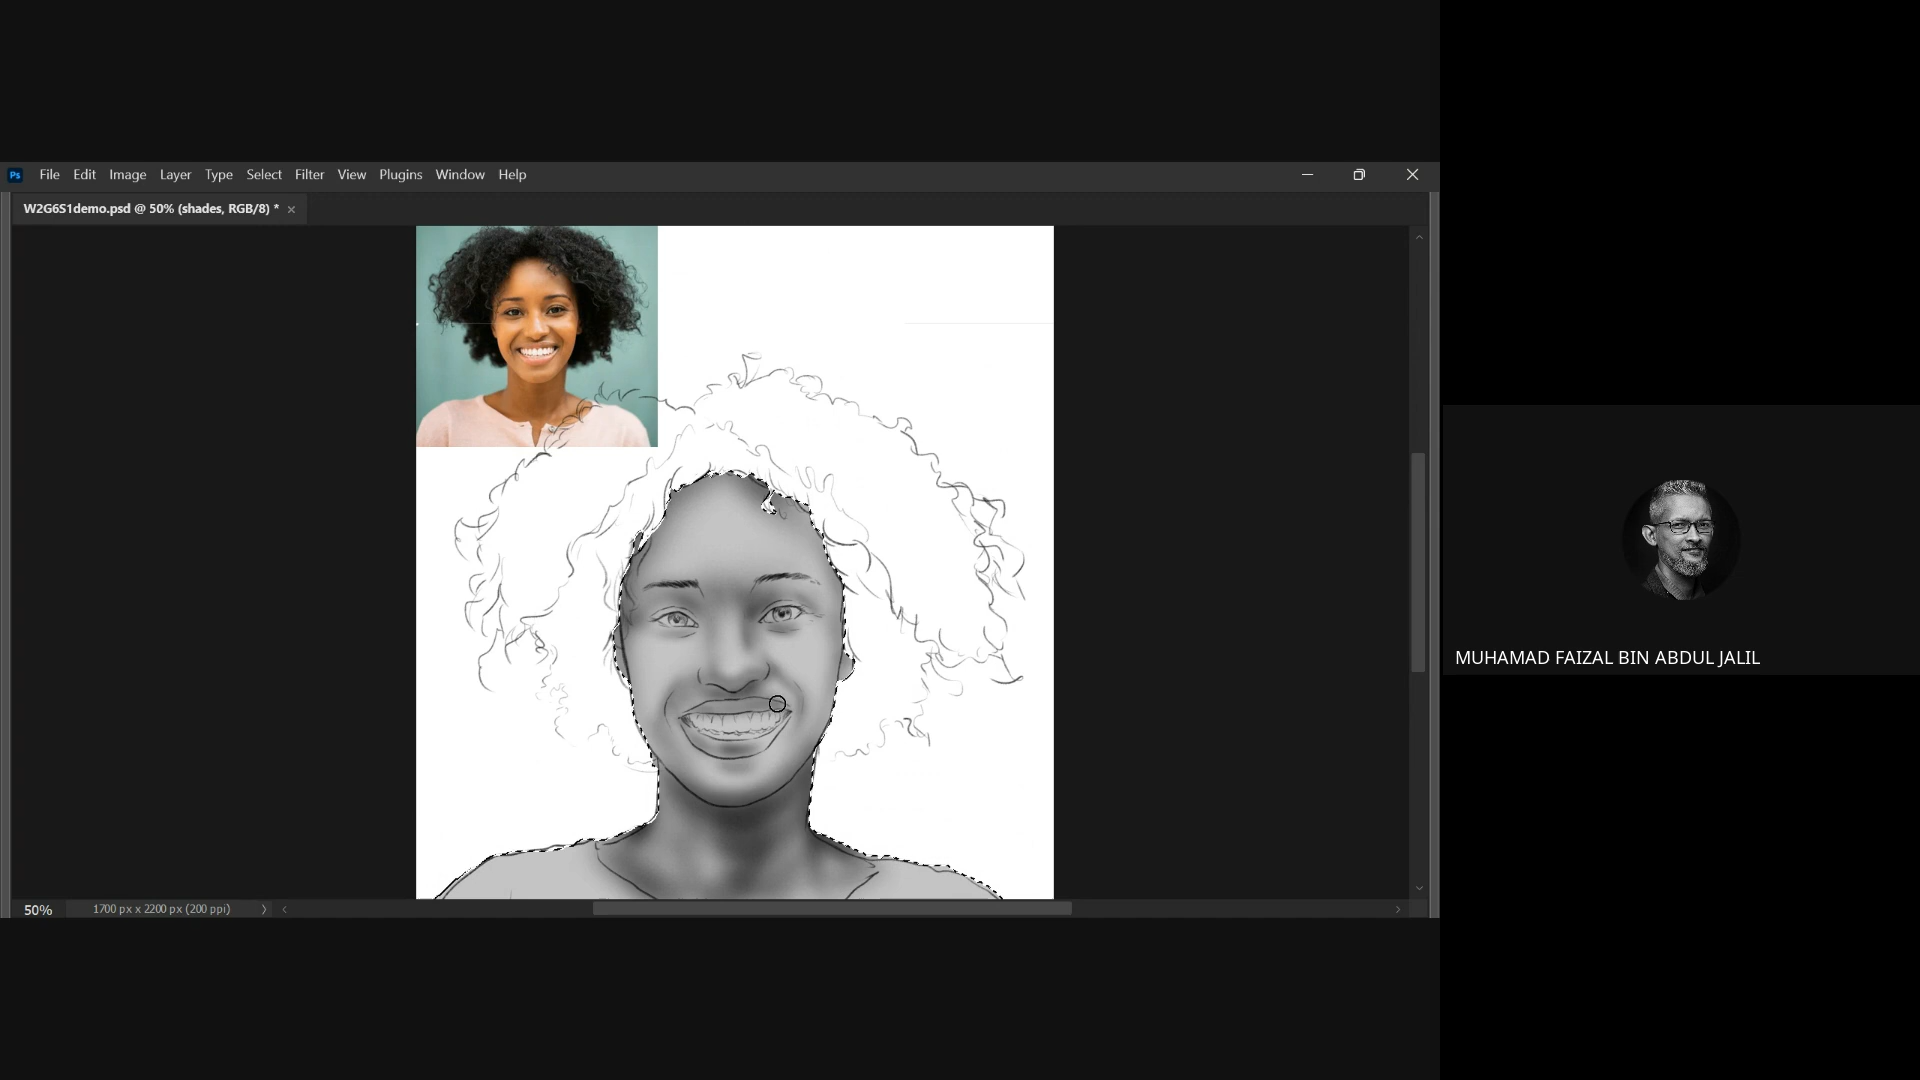 Ps File Edit Image Layer Type Select Filter View Plugins Window Help
W2G6S1demo.psd @ 50% (shades, RGB/8) *
50% 1700 px x 2200 px (200 ppi)
MUHAMAD FAIZAL BIN ABDUL JALIL